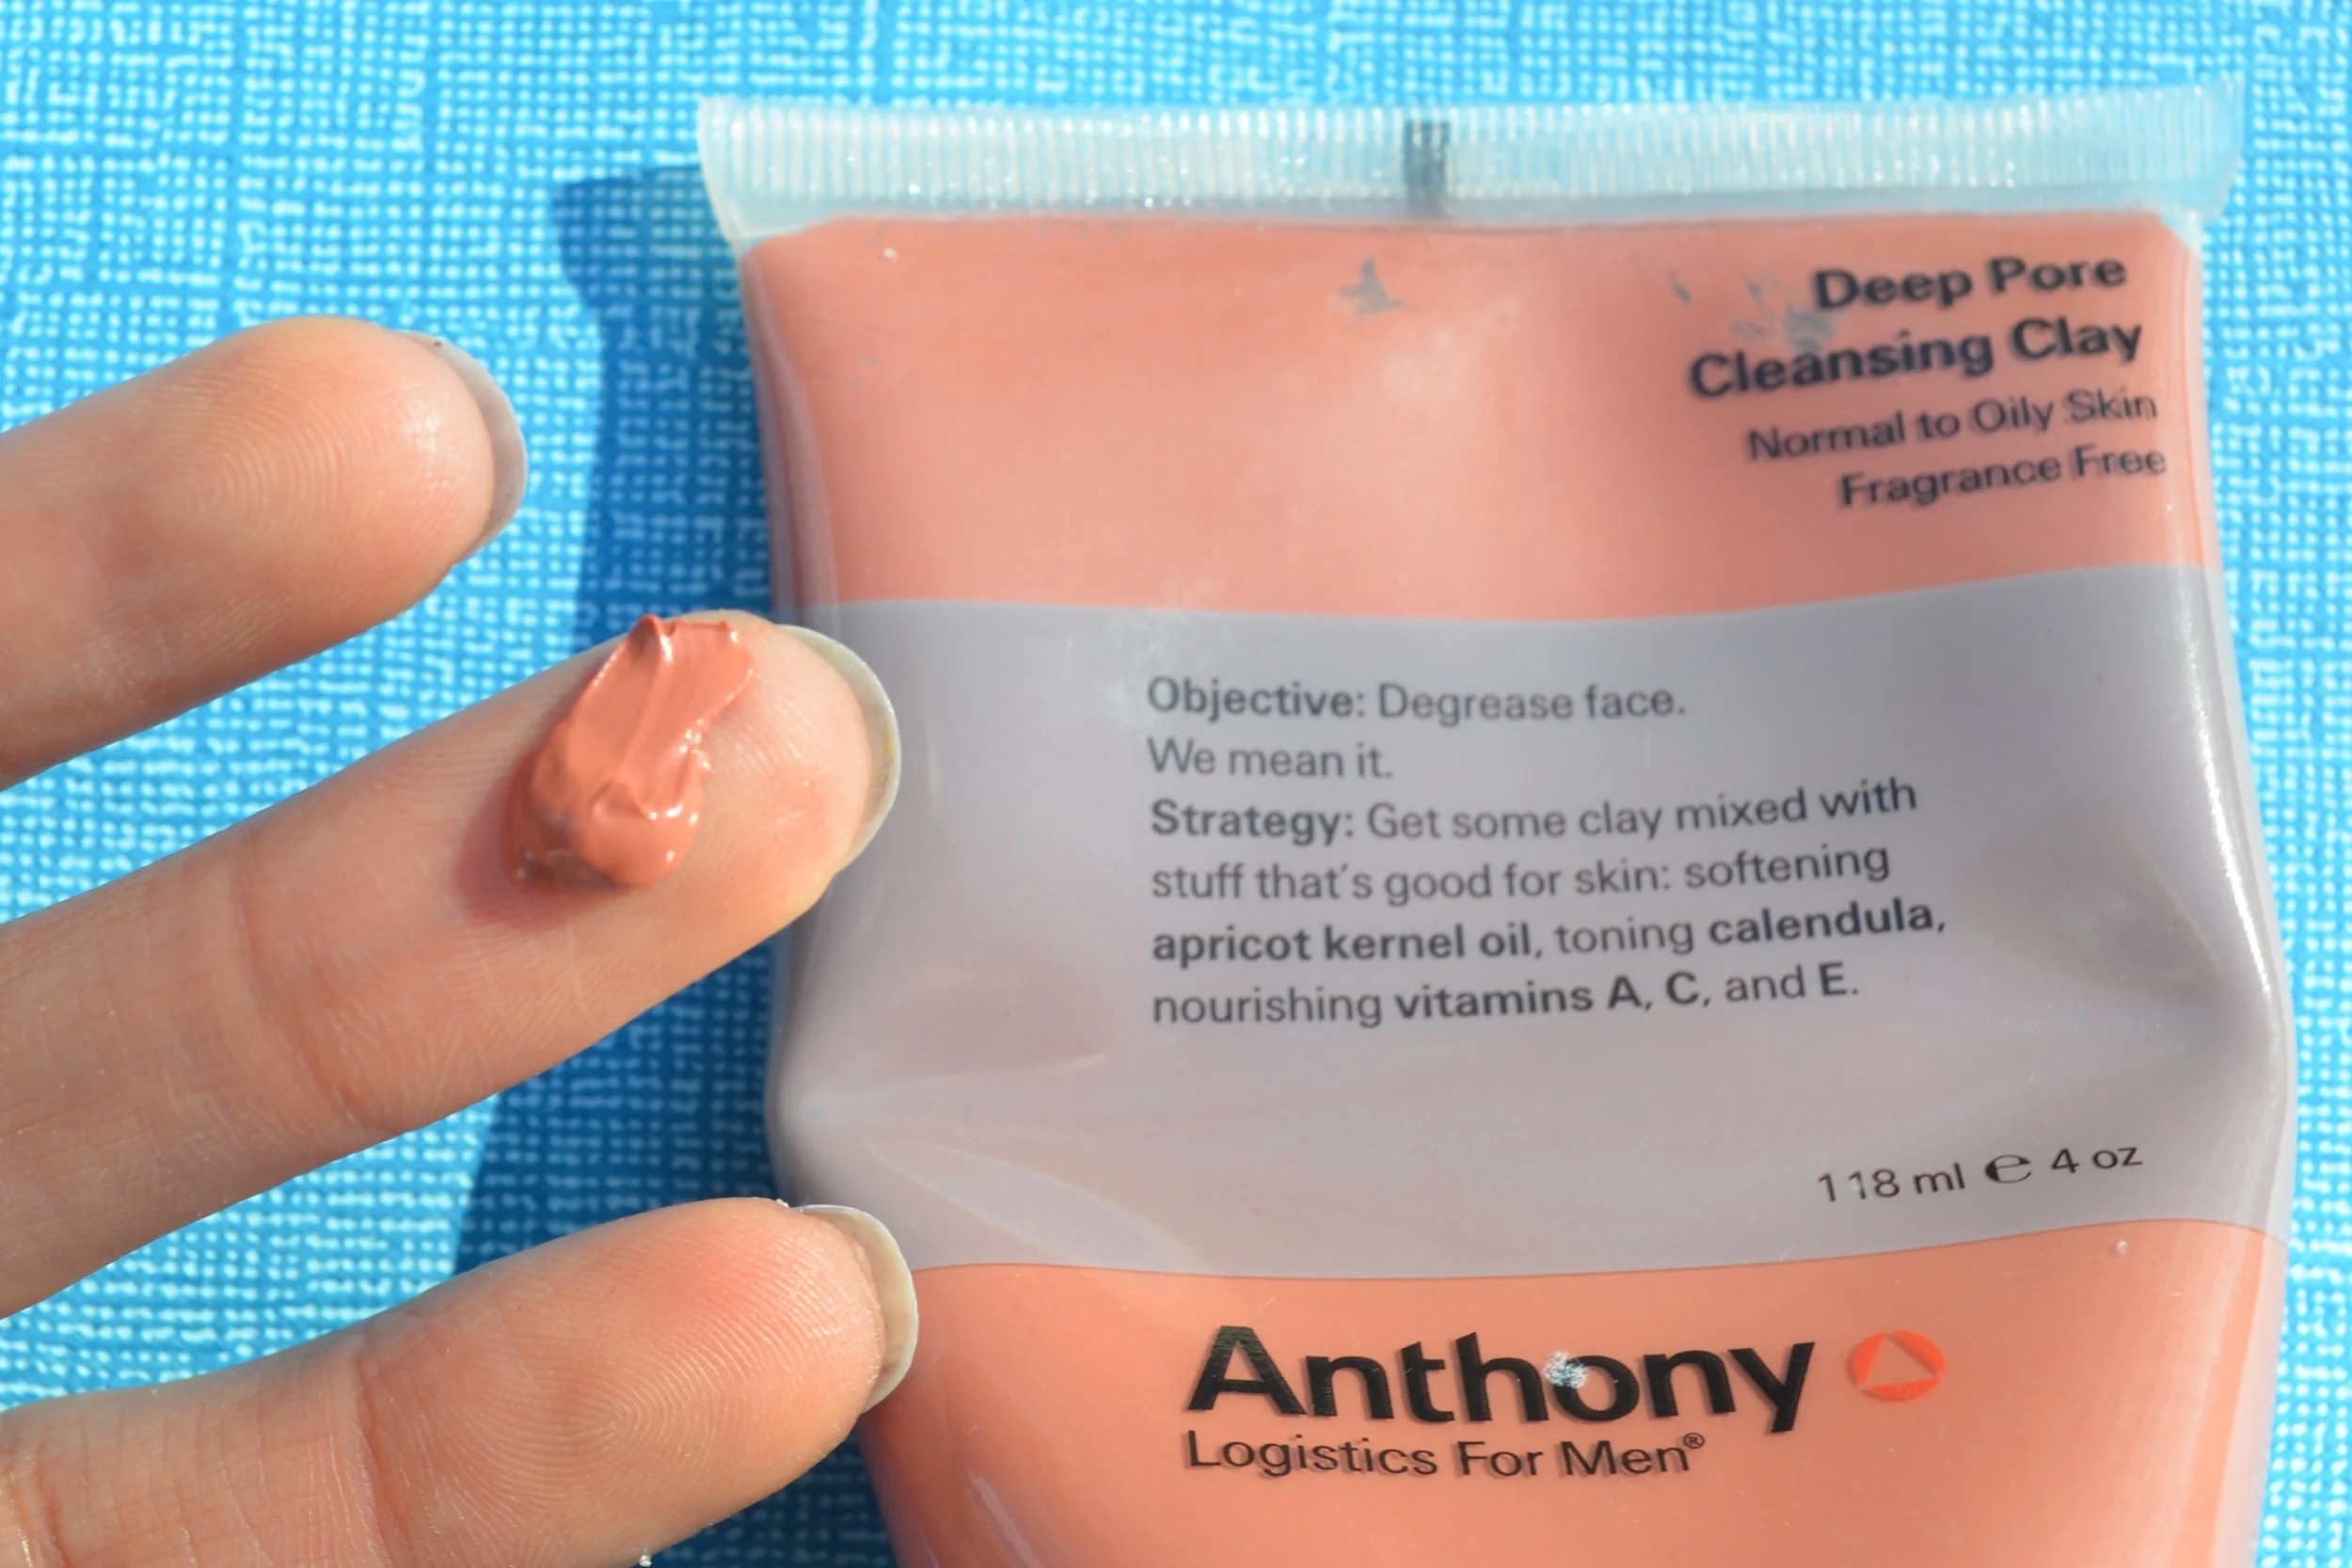 Deep Pore
Cleansing Clay
Normal to Oily Skin
Fragrance Free
Objective: Degrease face.
We mean it.
Strategy: Get some clay mixed with
stuff that's good for skin: softening
apricot kernel oil, toning calendula,
nourishing vitamins A, C, and E.
118 ml ℮ 4 oz
Anthony
Logistics For Men®